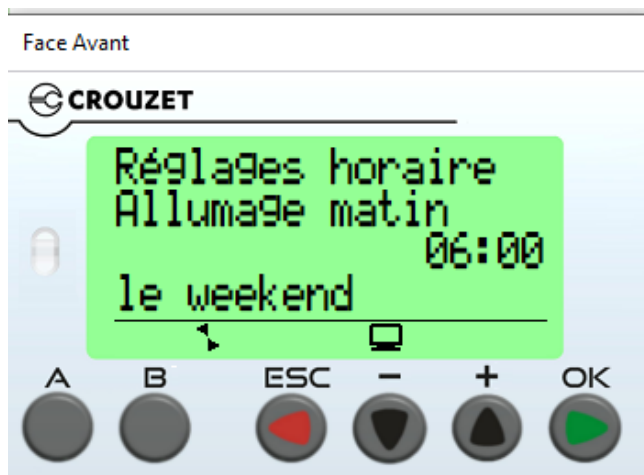 Face Avant
CROUZET
Réglages horaire
Allumage matin
06:00
le weekend
A B ESC - + OK